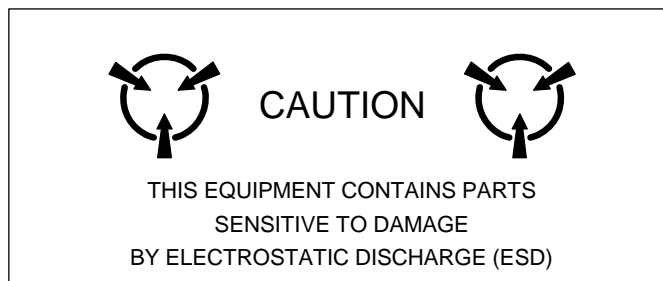 CAUTION
THIS EQUIPMENT CONTAINS PARTS
SENSITIVE TO DAMAGE
BY ELECTROSTATIC DISCHARGE (ESD)